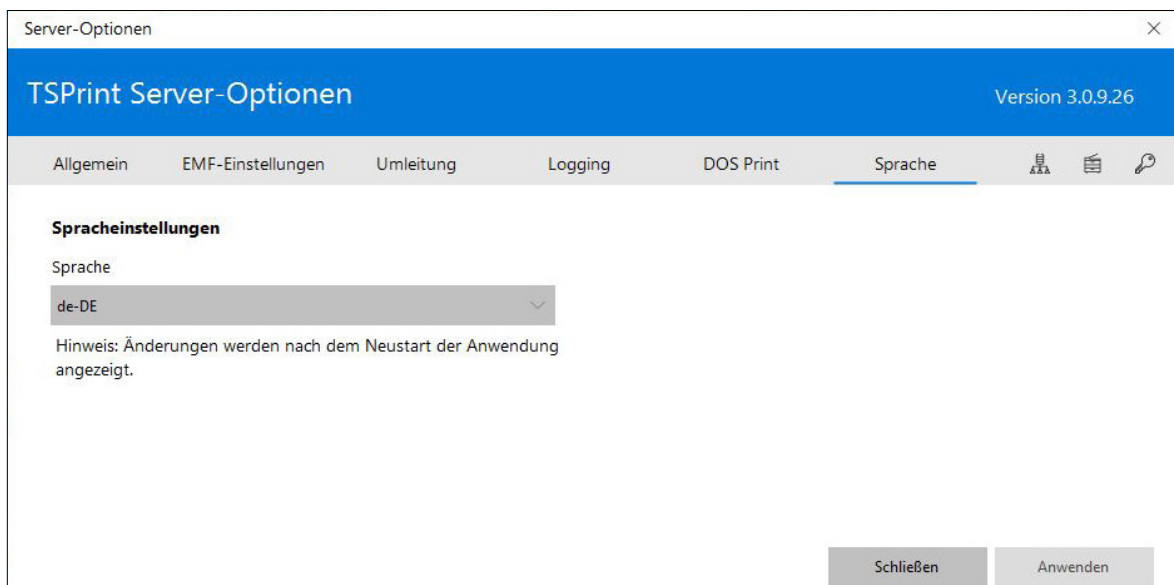 Server-Optionen
TSPrint Server-Optionen
Version 3.0.9.26
Allgemein EMF-Einstellungen Umleitung Logging DOS Print Sprache
Spracheinstellungen
Sprache
de-DE
Hinweis: Änderungen werden nach dem Neustart der Anwendung
angezeigt.
Schließen Anwenden